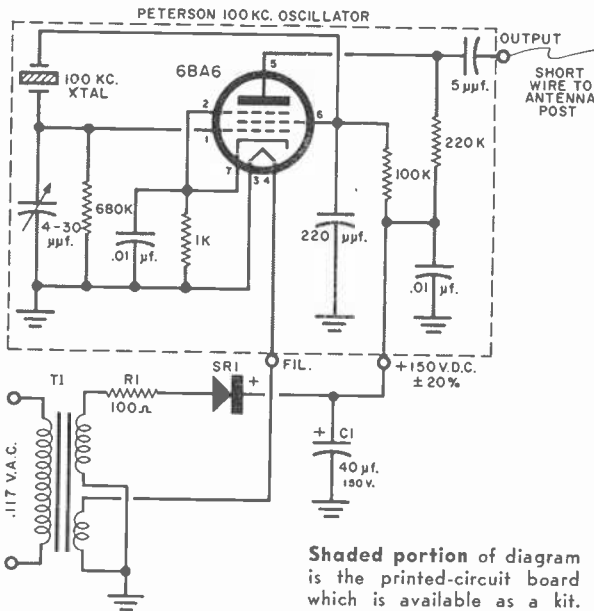 PETERSON 100 KC. OSCILLATOR
OUTPUT
5
5 µµf.
SHORT
WIRE TO
ANTENNA
POST
100 KC.
XTAL
6BA6
2
1
6
7
3 4
220K
100K
680K
4-30
µµf.
.01 µf.
1K
220 µµf.
.01 µf.
T1
R1
100Ω
SR1
+
FIL.
+150 V. D.C.
±20%
.117 V.A.C.
+ C1
40 µf.
150 V.
Shaded portion of diagram
is the printed-circuit board
which is available as a kit.